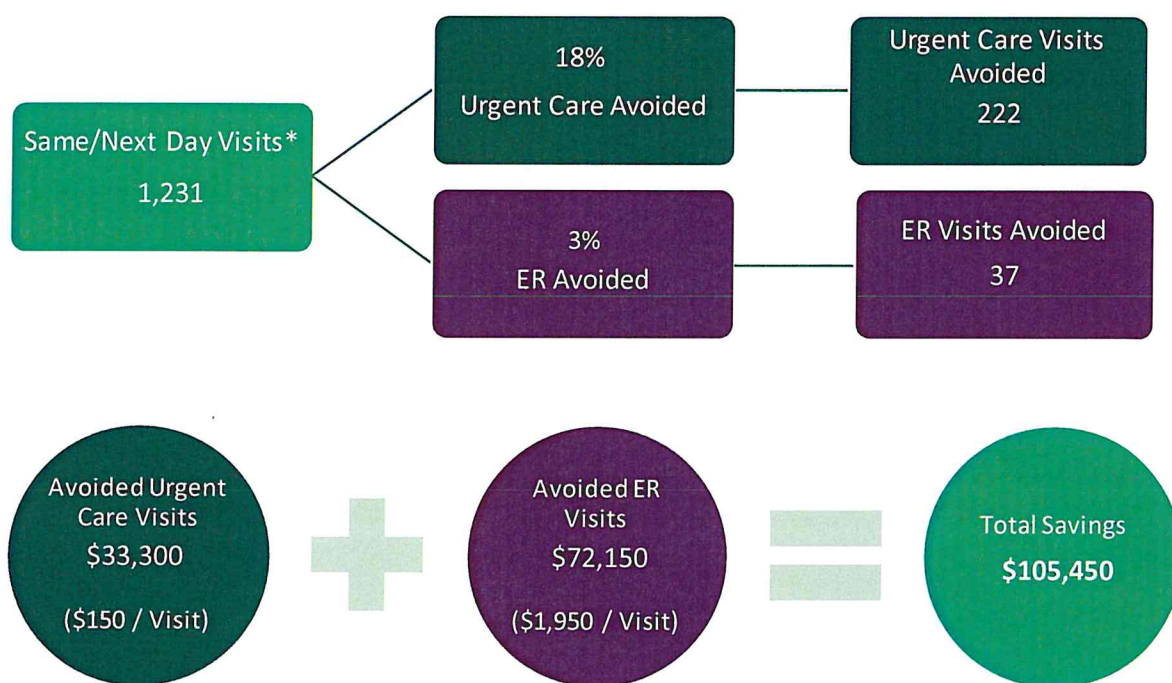 Same/Next Day Visits*
1,231
18%
Urgent Care Avoided
Urgent Care Visits
Avoided
222
3%
ER Avoided
ER Visits Avoided
37
Avoided Urgent
Care Visits
$33,300
($150 / Visit)
Avoided ER
Visits
$72,150
($1,950 / Visit)
Total Savings
$105,450